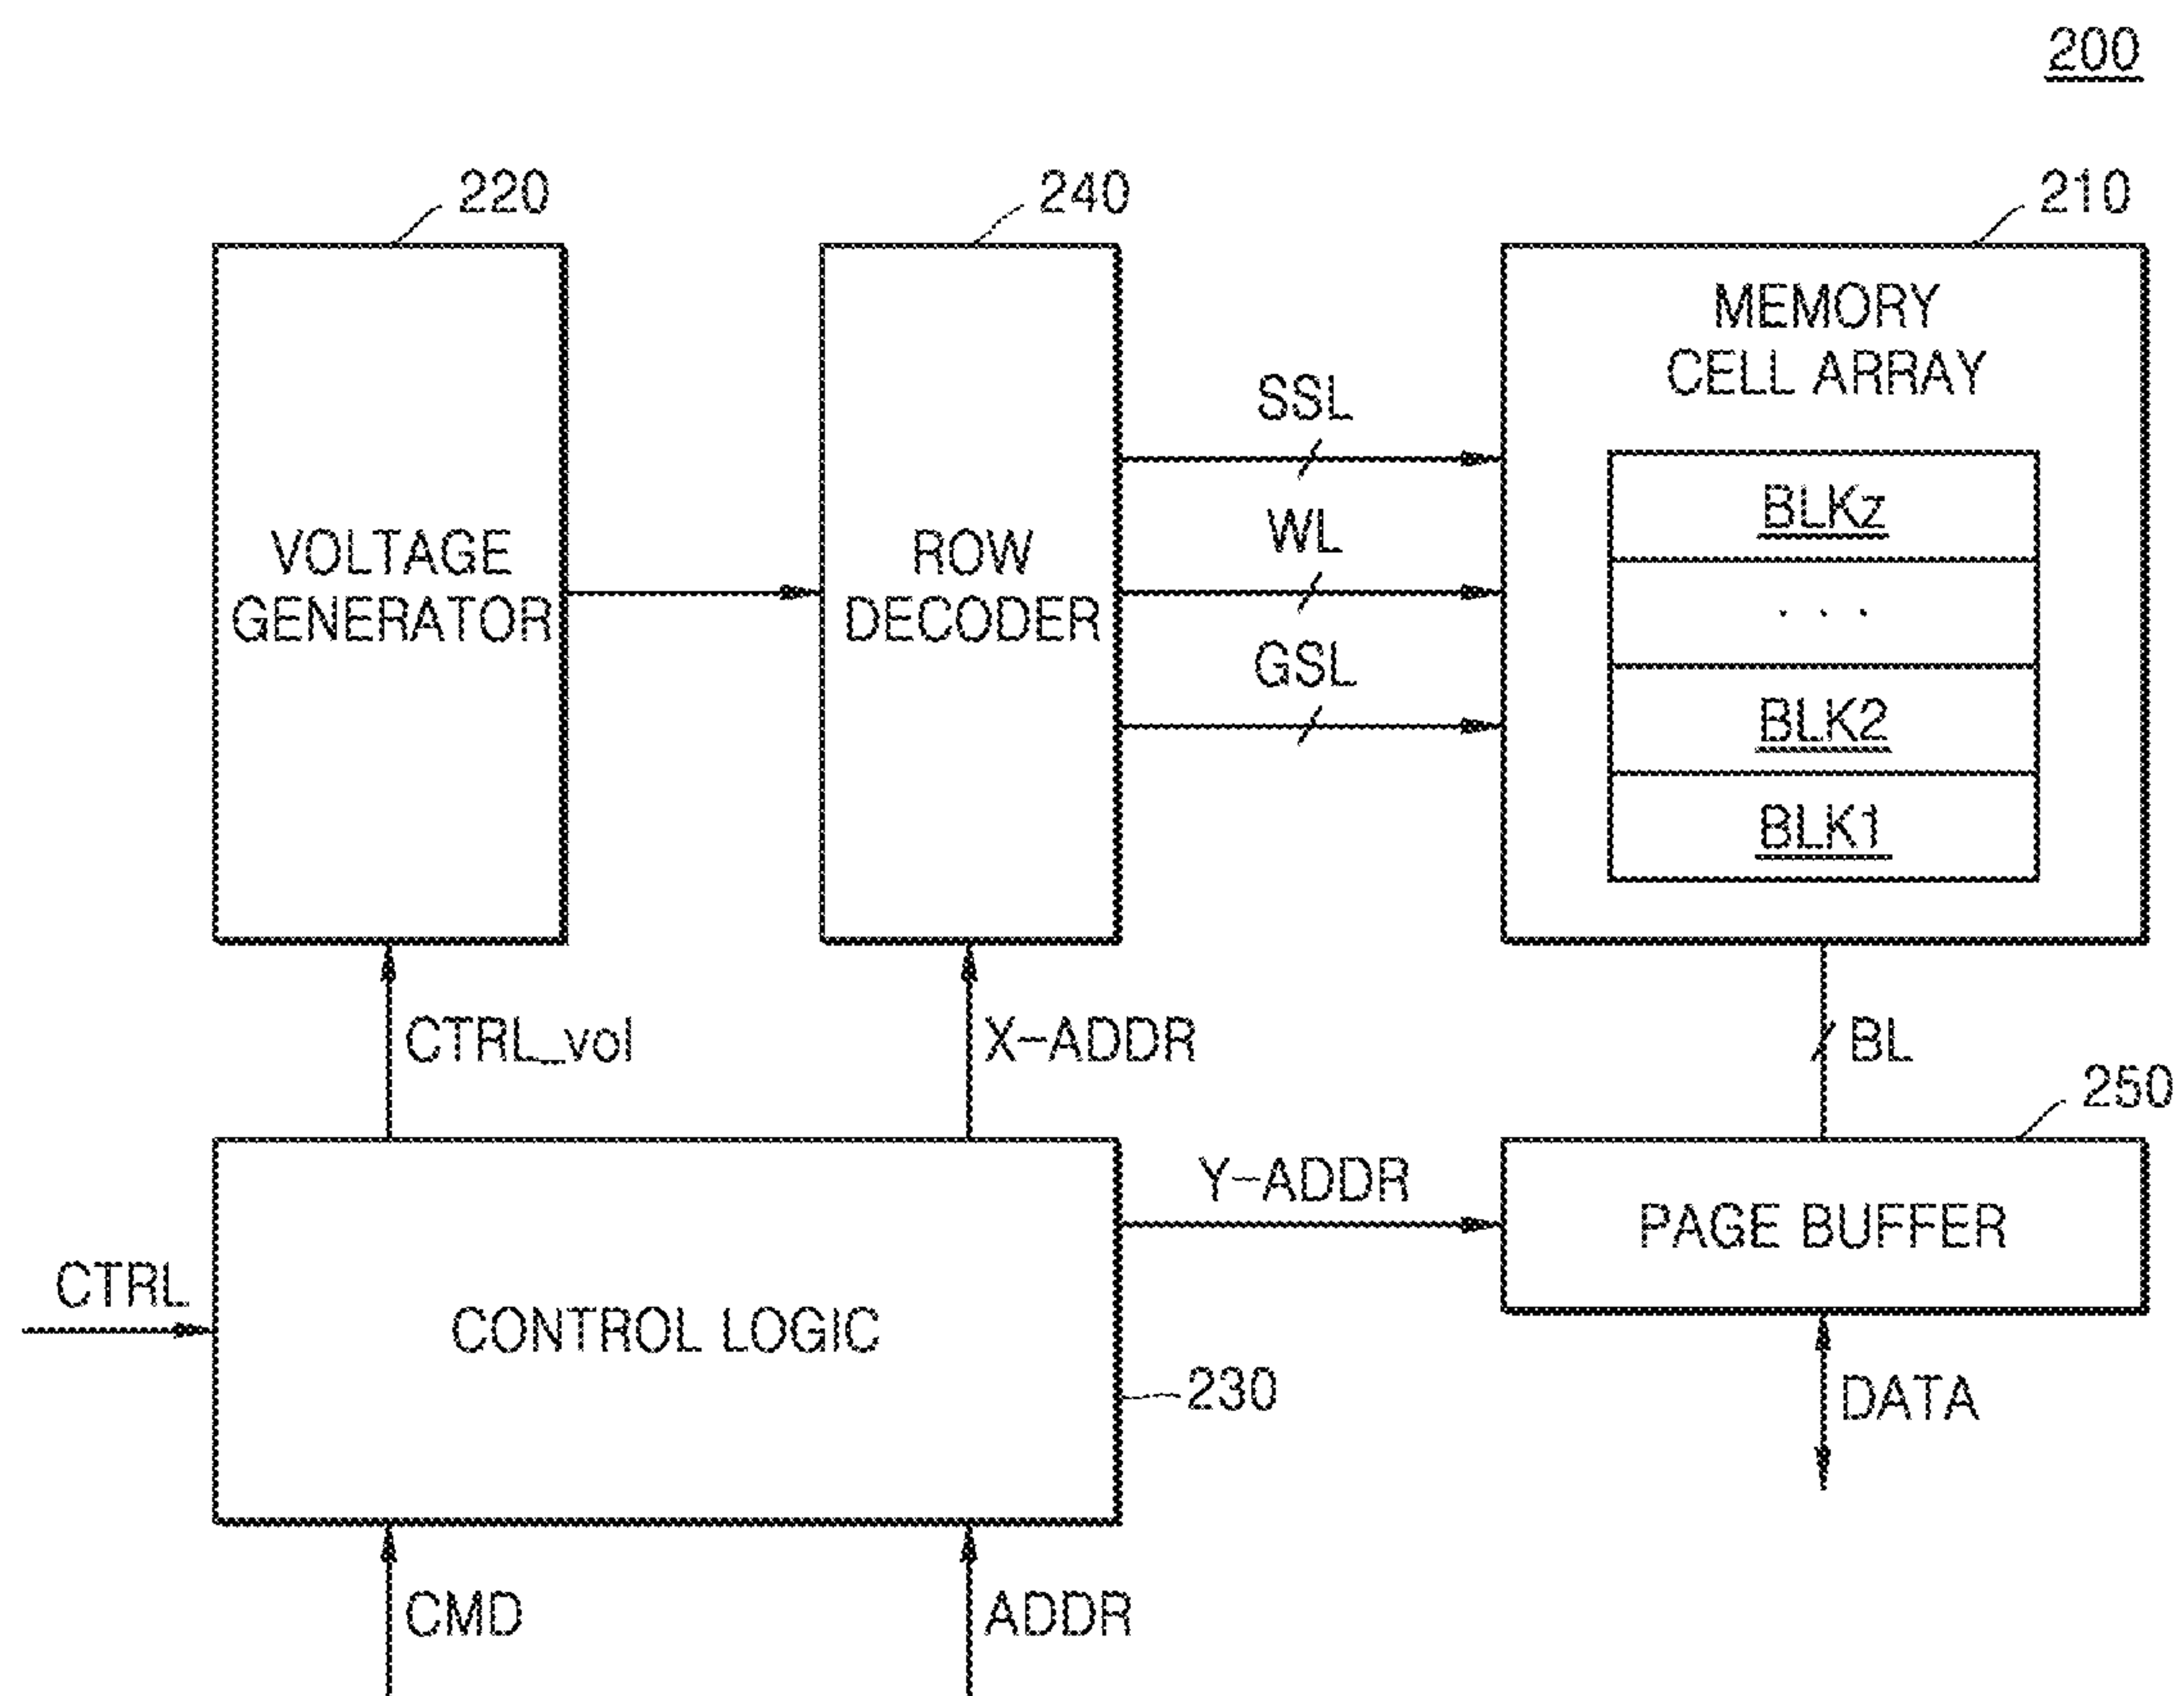 200
220
240
210
VOLTAGE
GENERATOR
ROW
DECODER
SSL
WL
GSL
MEMORY
CELL ARRAY
BLKz
. . .
BLK2
BLK1
CTRL_vol
X-ADDR
BL
250
Y-ADDR
PAGE BUFFER
CTRL
CONTROL LOGIC
230
DATA
CMD
ADDR